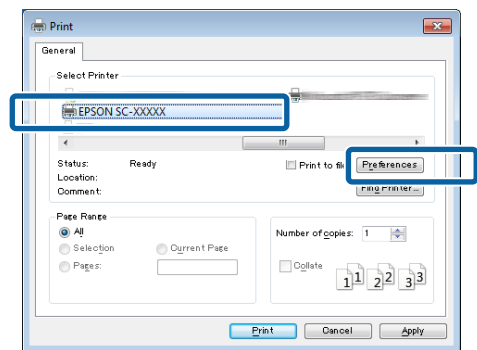 Print
General
Select Printer
EPSON SC-XXXXX
Status: Ready
Print to file
Preferences
Location:
Comment:
Find Printer...
Page Range
All
Selection
Current Page
Pages:
Number of copies: 1
Collate
1 1 2 2 3 3
Print Cancel Apply